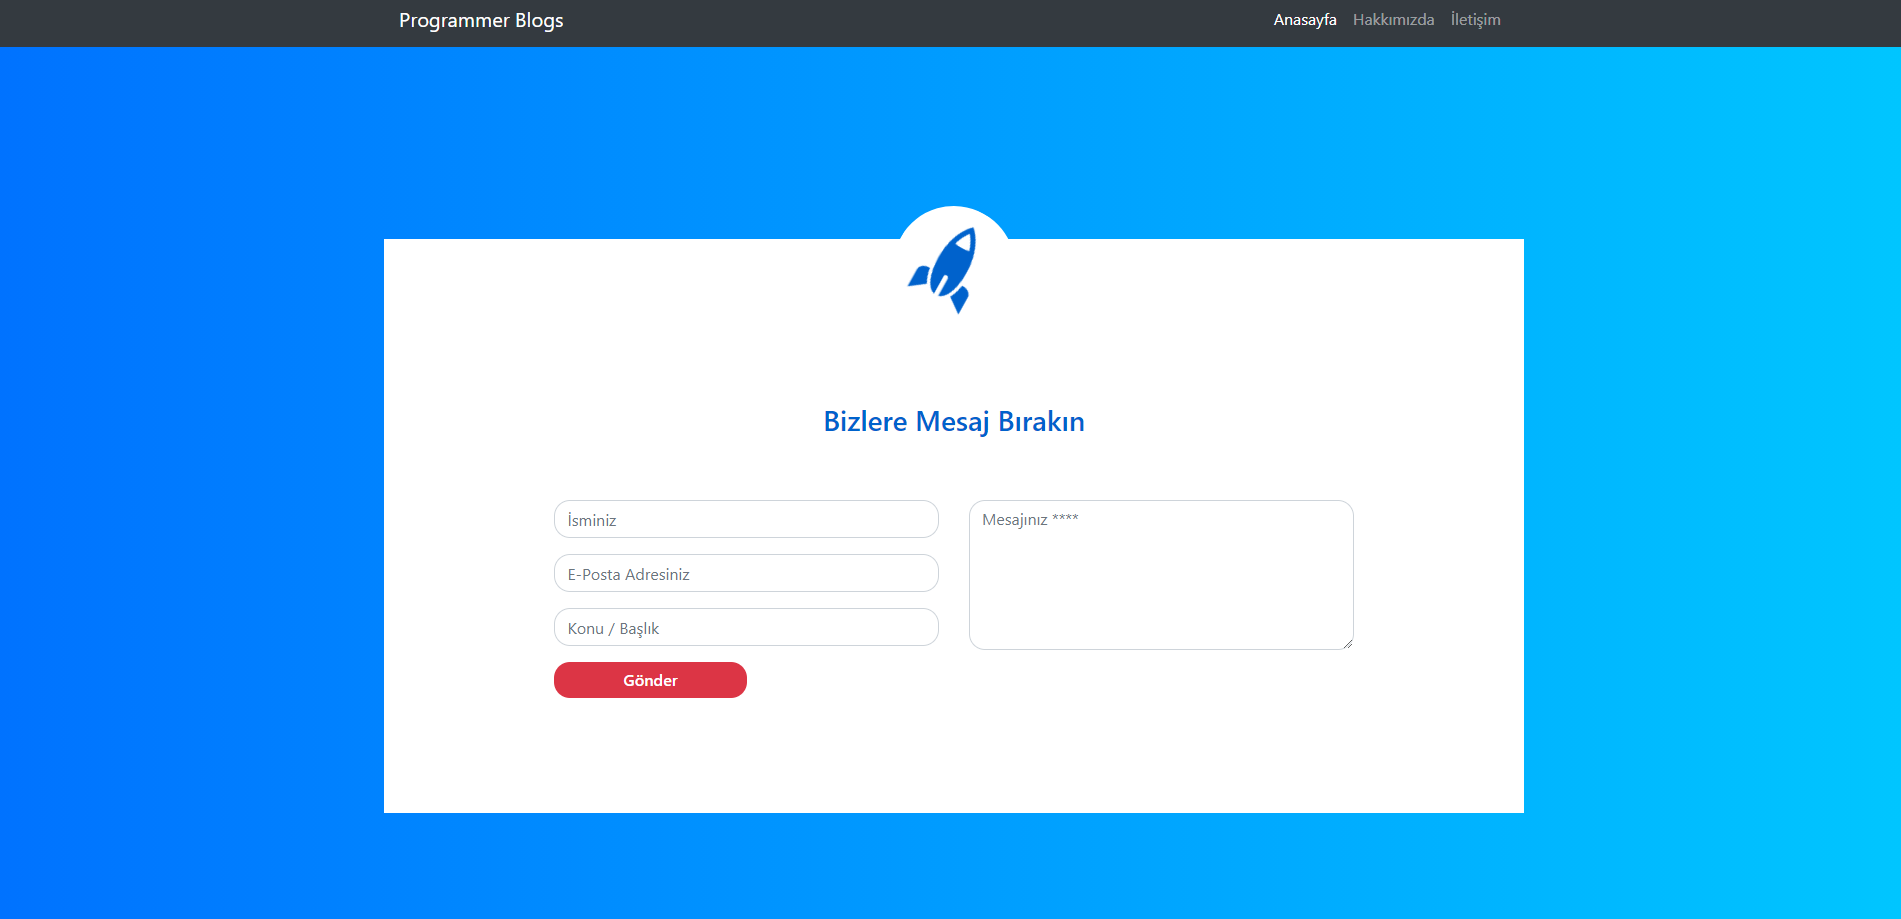 Programmer Blogs
Anasayfa Hakkımızda İletişim
Bizlere Mesaj Bırakın
İsminiz
E-Posta Adresiniz
Konu / Başlık
Mesajınız ****
Gönder